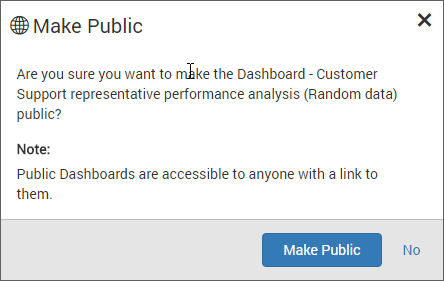 Make Public
Are you sure you want to make the Dashboard - Customer
Support representative performance analysis (Random data)
public?
Note:
Public Dashboards are accessible to anyone with a link to
them.
Make Public
No